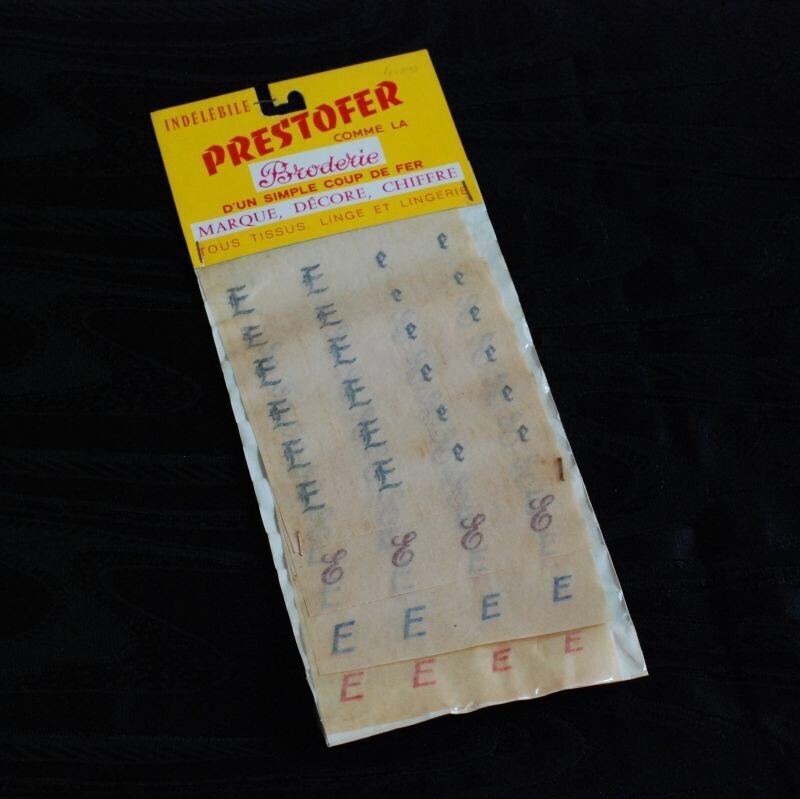 INDÉLÉBILE
PRESTOFER
COMME LA
Broderie
D'UN SIMPLE COUP DE FER
MARQUE, DÉCORE, CHIFFRE
TOUS TISSUS, LINGE ET LINGERIE
E E e e
E E e e
E E e e
E E e e
E E e e
E E e e
E E E E
E E E E
E E E E